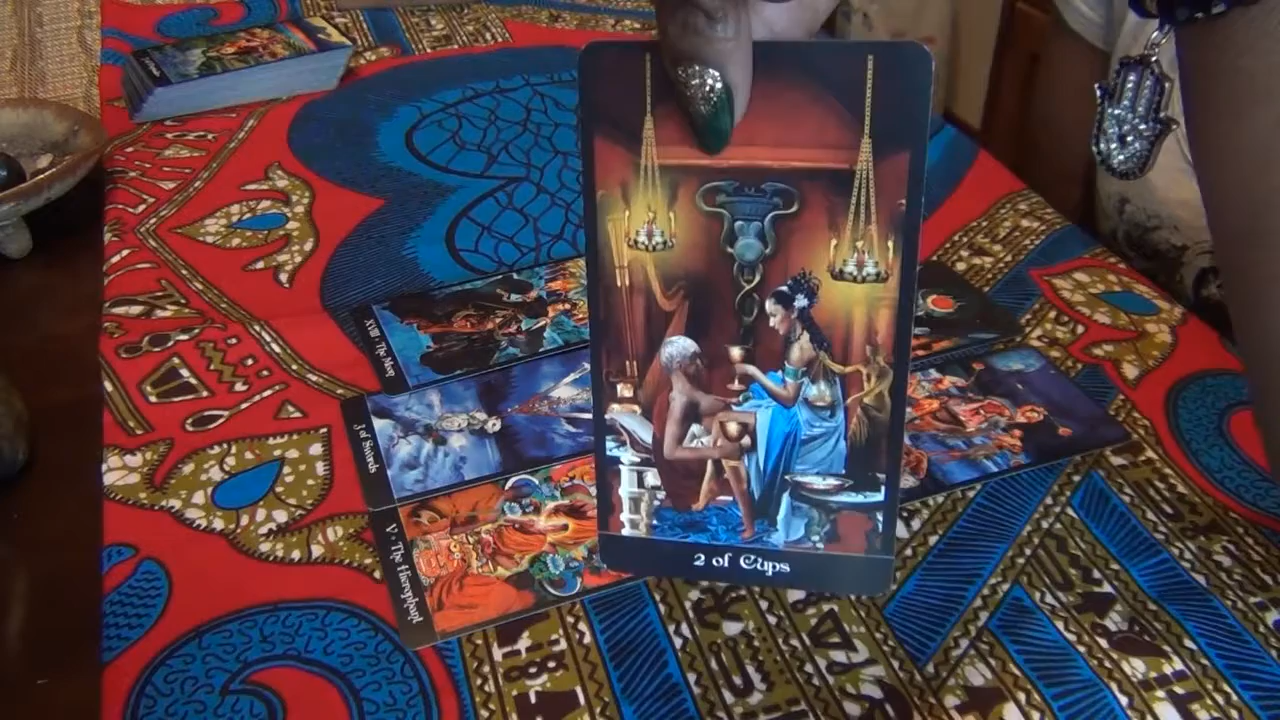 XVIII • The Moon
3 of Swords
V • The Hierophant
2 of Cups